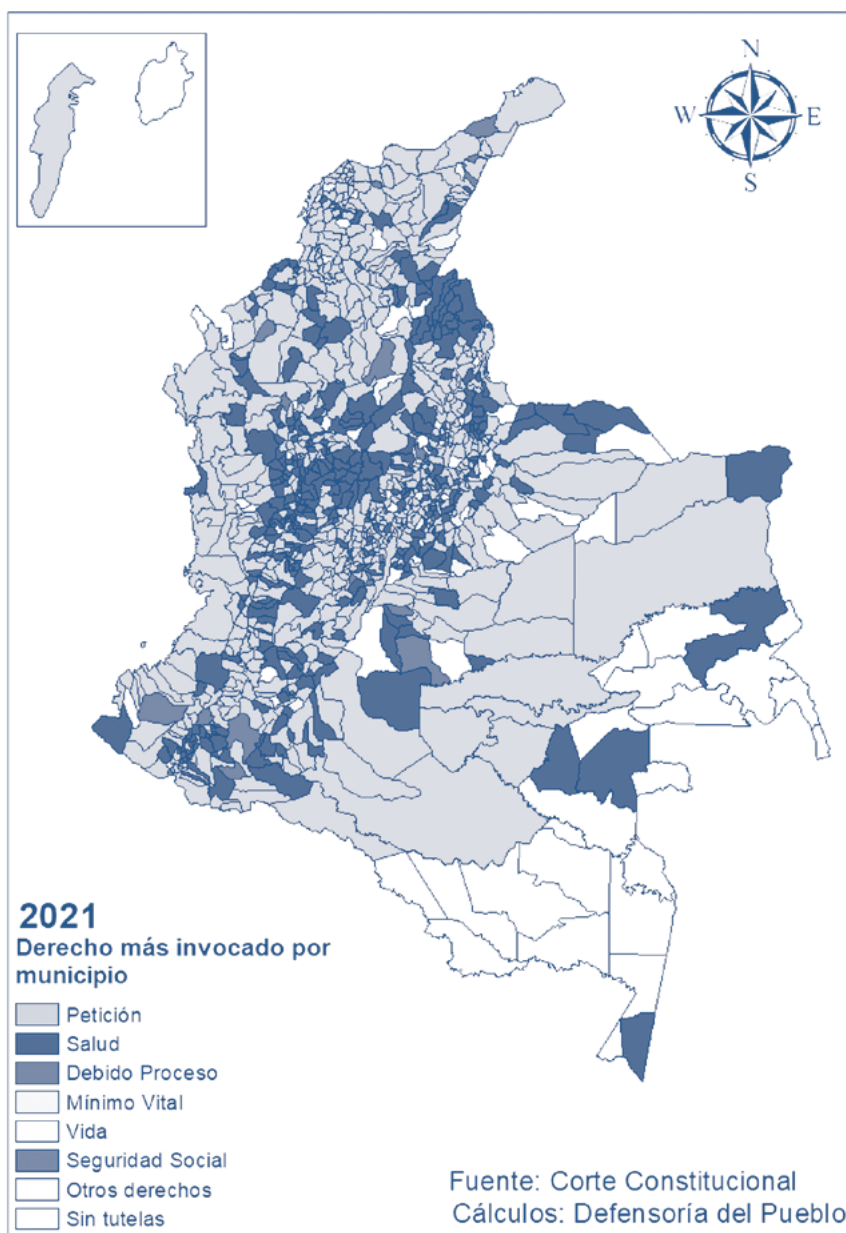 N
W E
S
2021
Derecho más invocado por
municipio
Petición
Salud
Debido Proceso
Mínimo Vital
Vida
Seguridad Social
Otros derechos
Sin tutelas
Fuente: Corte Constitucional
Cálculos: Defensoría del Pueblo